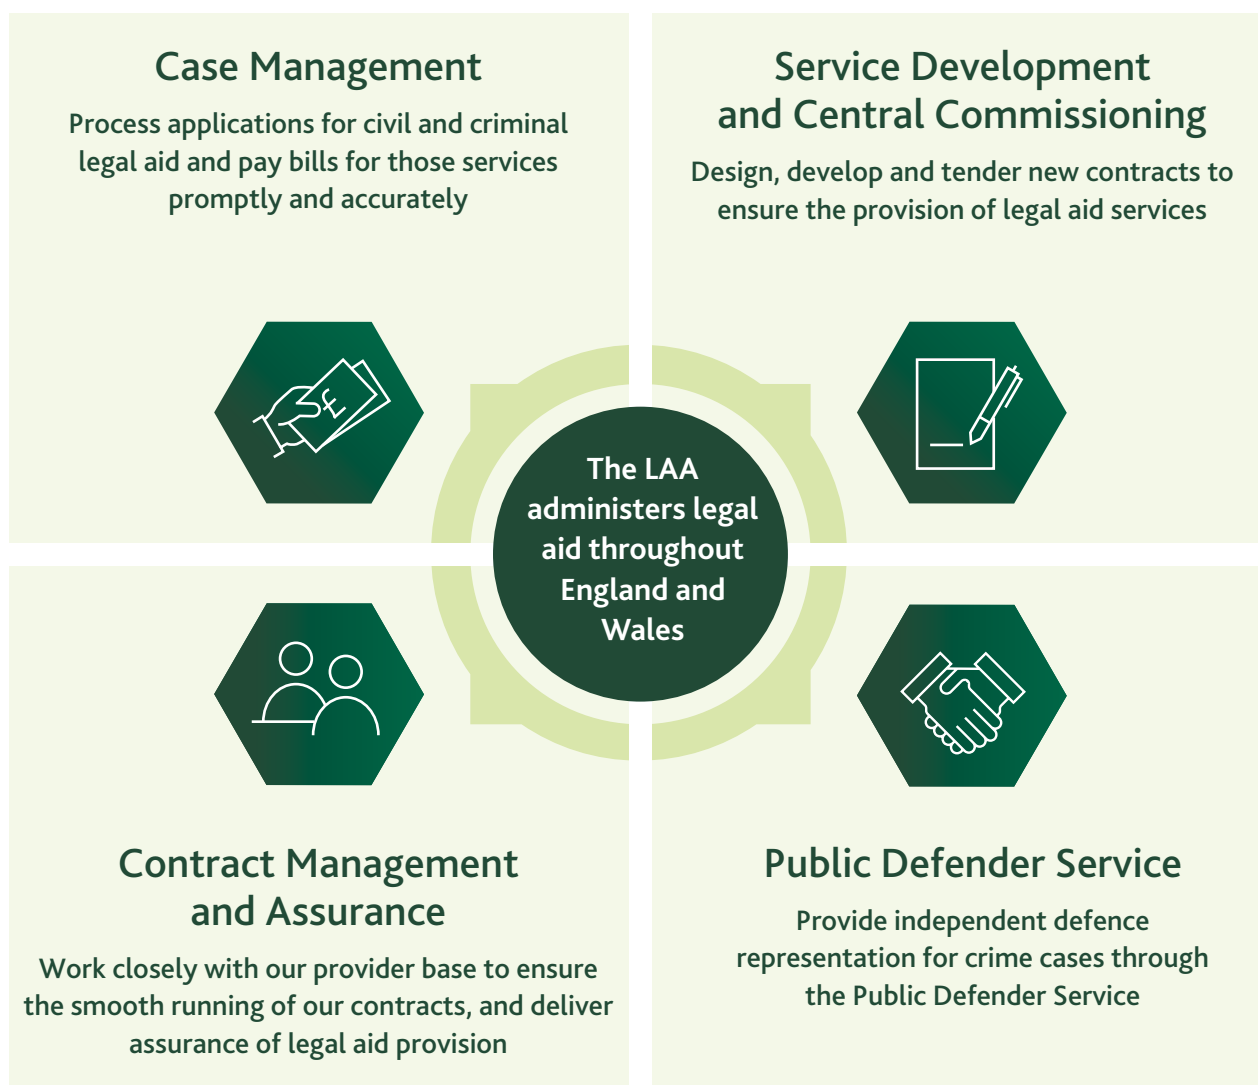 Case Management
Process applications for civil and criminal
legal aid and pay bills for those services
promptly and accurately
Service Development
and Central Commissioning
Design, develop and tender new contracts to
ensure the provision of legal aid services
£
The LAA
administers legal
aid throughout
England and
Wales
Contract Management
and Assurance
Work closely with our provider base to ensure
the smooth running of our contracts, and deliver
assurance of legal aid provision
Public Defender Service
Provide independent defence
representation for crime cases through
the Public Defender Service